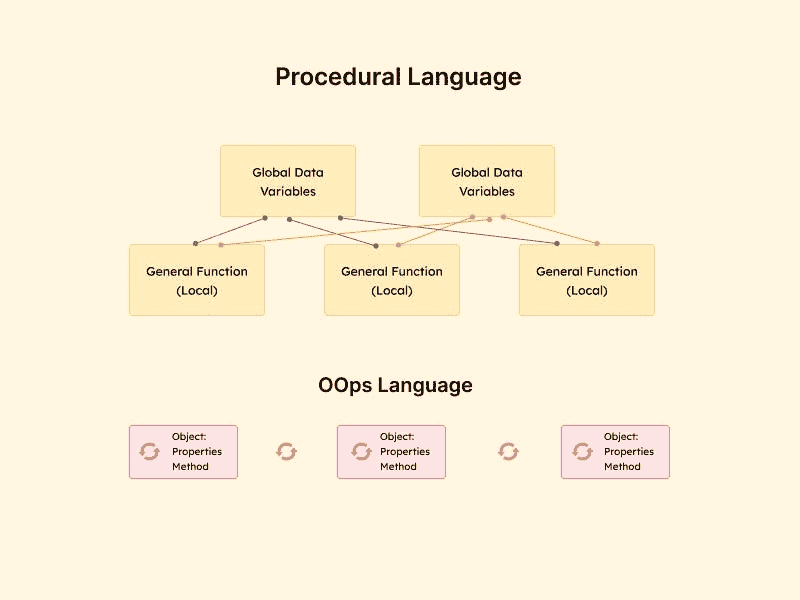 Procedural Language
Global Data
Variables
Global Data
Variables
General Function
(Local)
General Function
(Local)
General Function
(Local)
OOps Language
Object:
Properties
Method
Object:
Properties
Method
Object:
Properties
Method